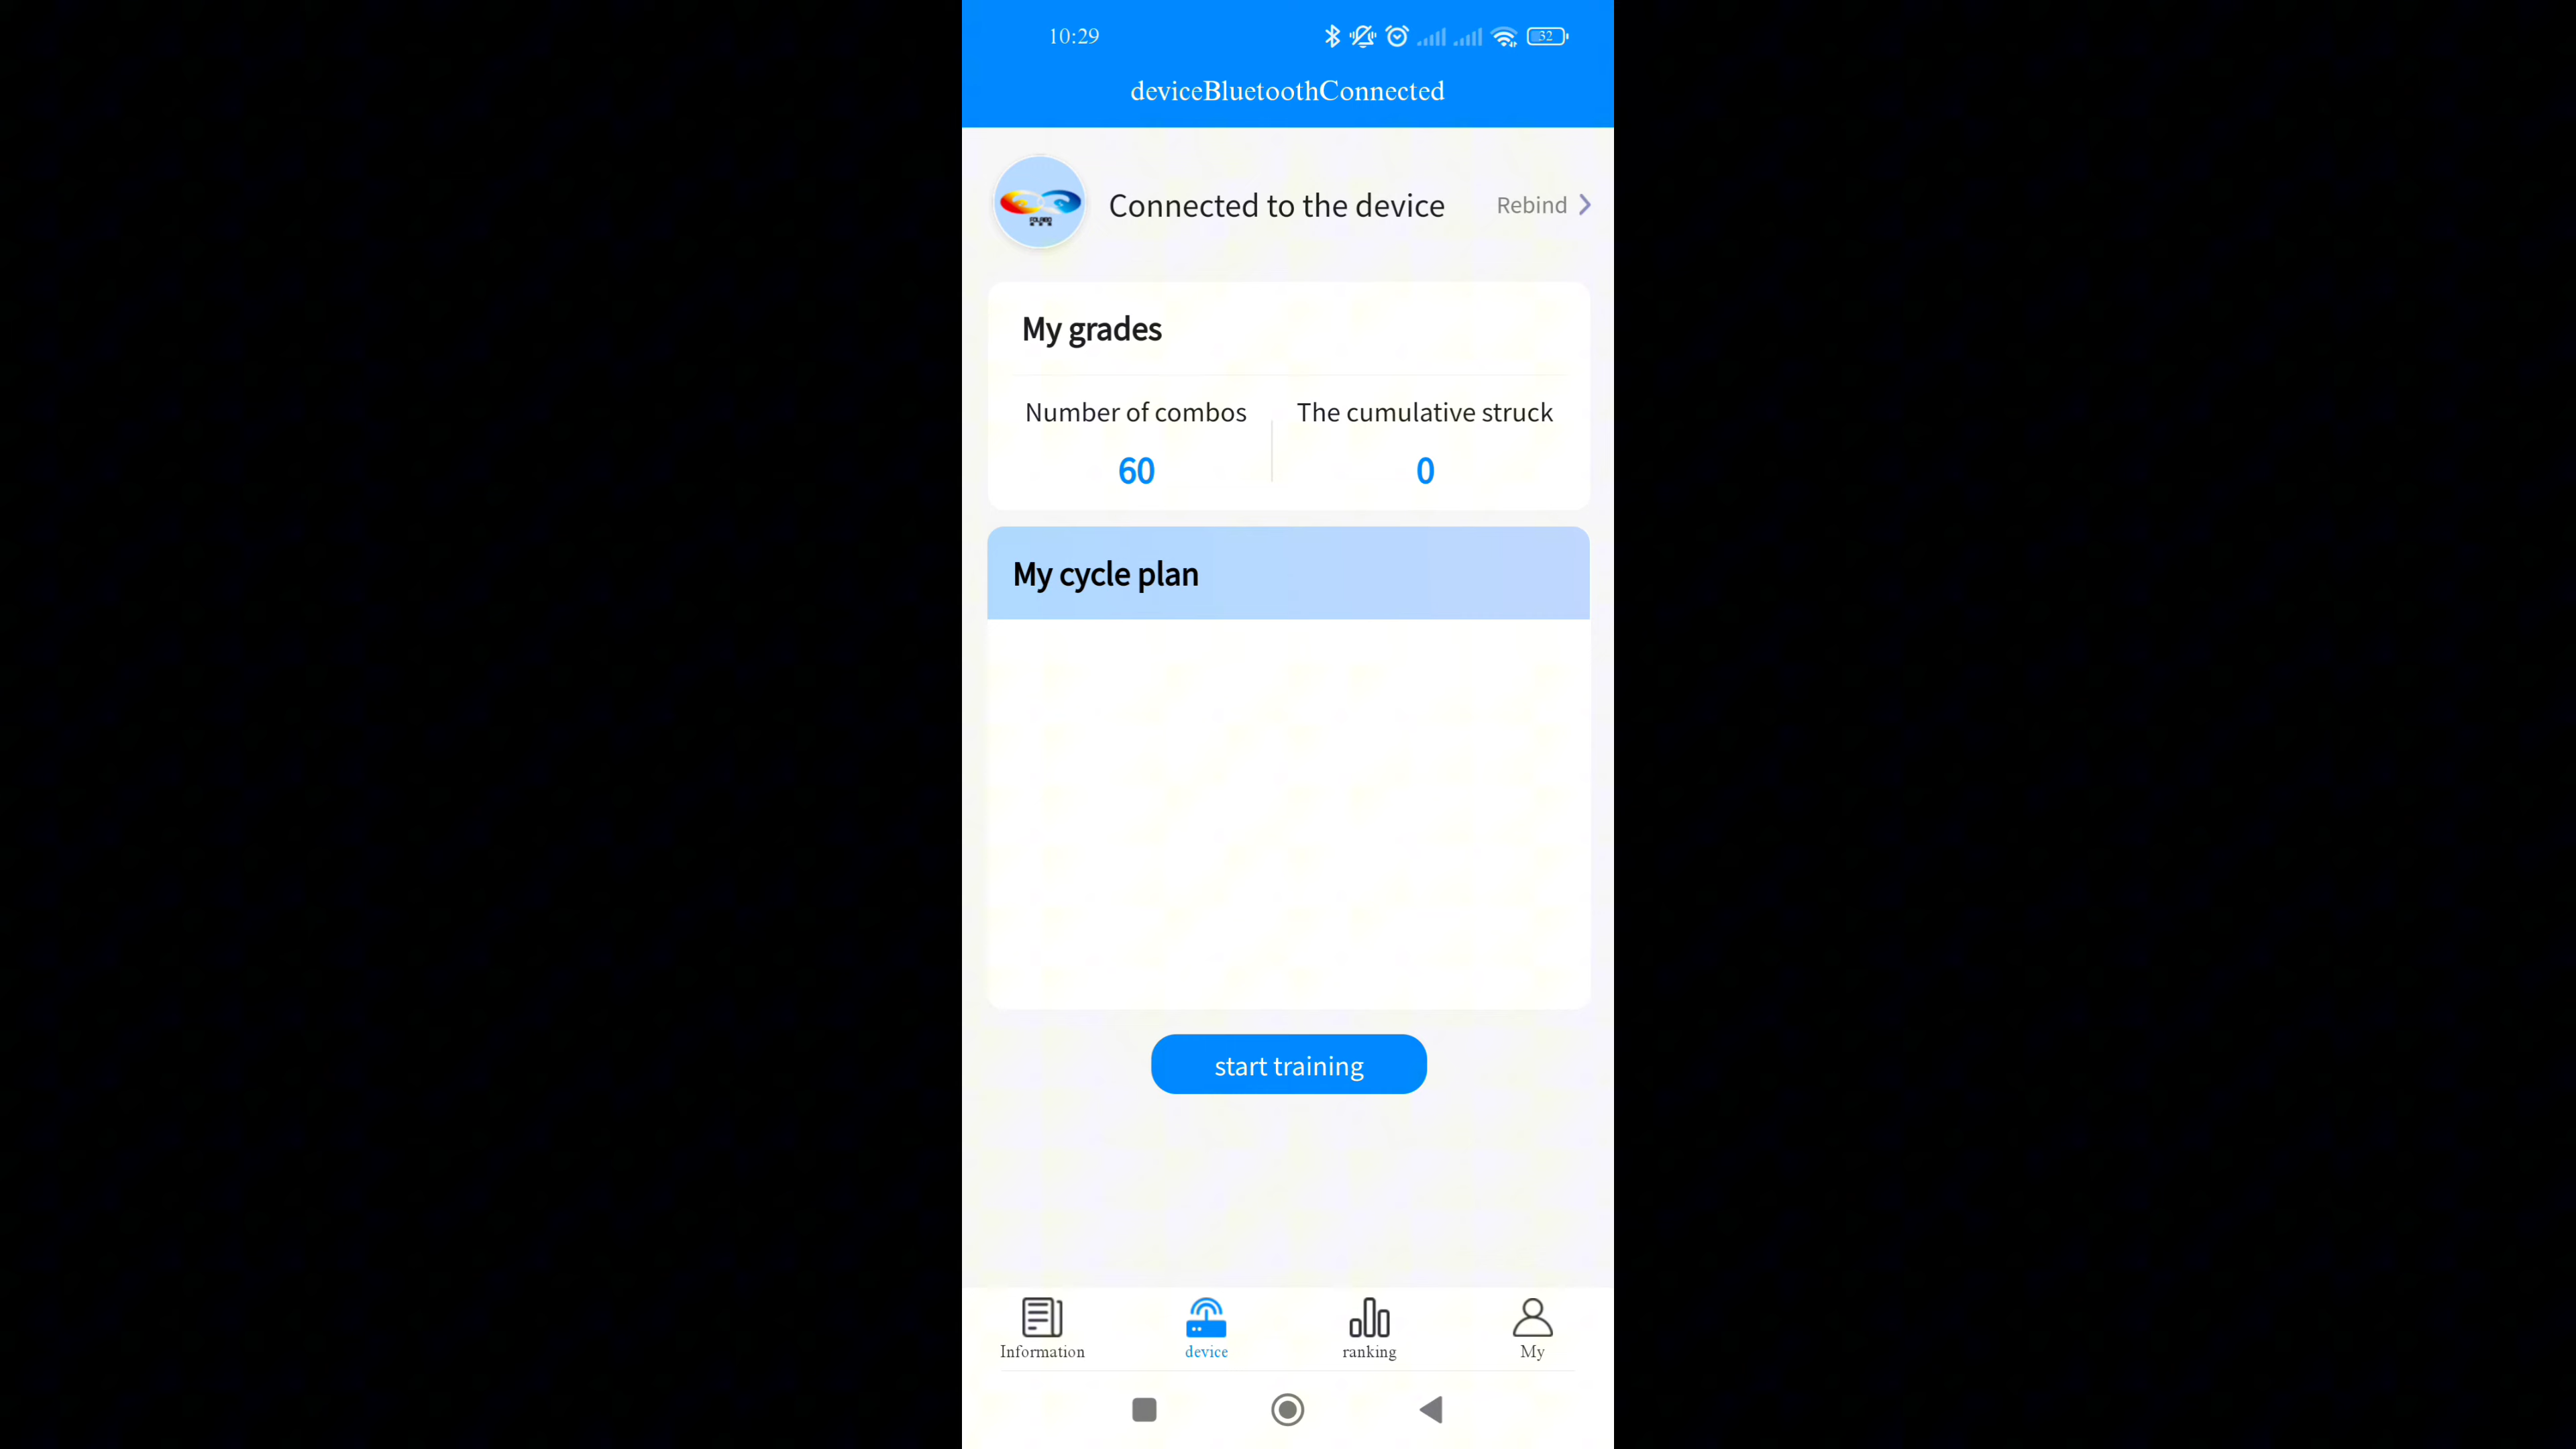 10:29
32
deviceBluetoothConnected
Connected to the device
Rebind
My grades
Number of combos
The cumulative struck
60
0
My cycle plan
start training
Information
device
ranking
My